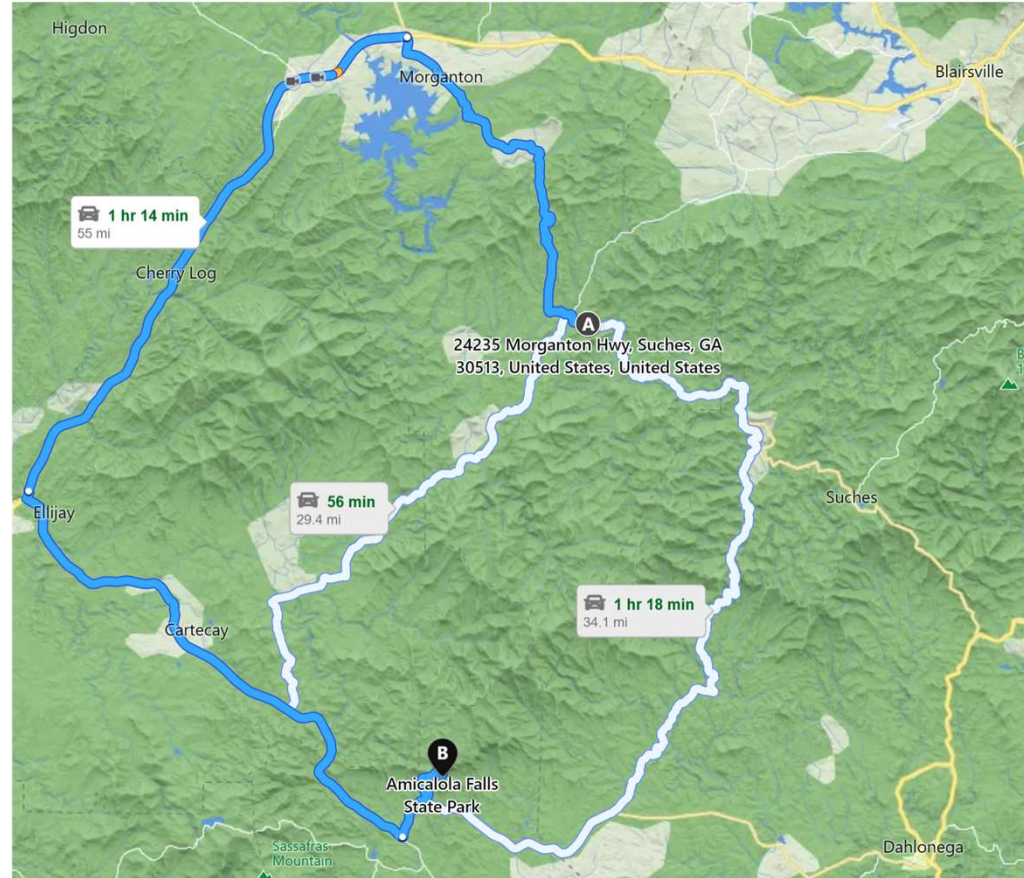 Higdon
Morganton
Blairsville
1 hr 14 min
55 mi
Cherry Log
A
24235 Morganton Hwy, Suches, GA
30513, United States, United States
B
1
56 min
29.4 mi
Suches
Ellijay
1 hr 18 min
34.1 mi
Cartecay
B
Amicalola Falls
State Park
Sassafras
Mountain
Dahlonega